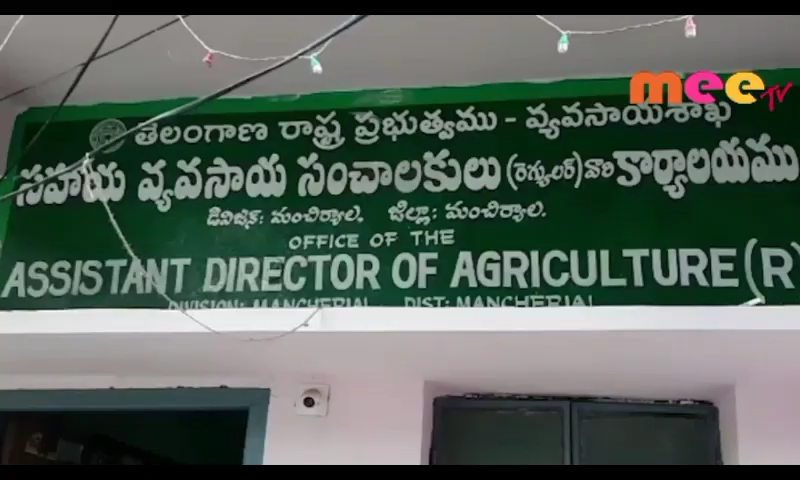 mee TV
తెలంగాణ రాష్ట్ర ప్రభుత్వము - వ్యవసాయశాఖ
సహాయ వ్యవసాయ సంచాలకులు (రెగ్యులర్) వారి కార్యాలయము
డివిజన్: మంచిర్యాల. జిల్లా: మంచిర్యాల.
OFFICE OF THE
ASSISTANT DIRECTOR OF AGRICULTURE (R)
DIVISION: MANCHERIAL DIST: MANCHERIAL